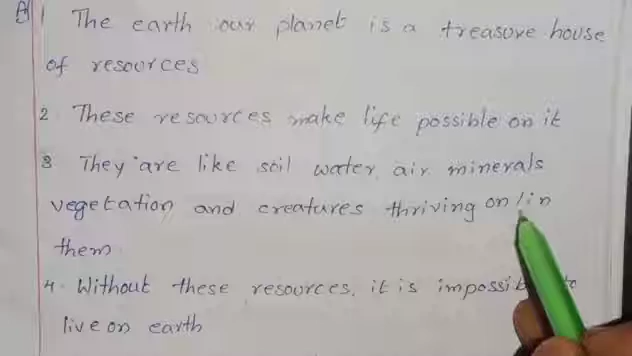 A) 1 The earth our planet is a treasure house
of resources
2 These resources make life possible on it
3 They are like soil water, air, minerals
vegetation and creatures thriving on/in
them
4. Without these resources, it is to
live on earth